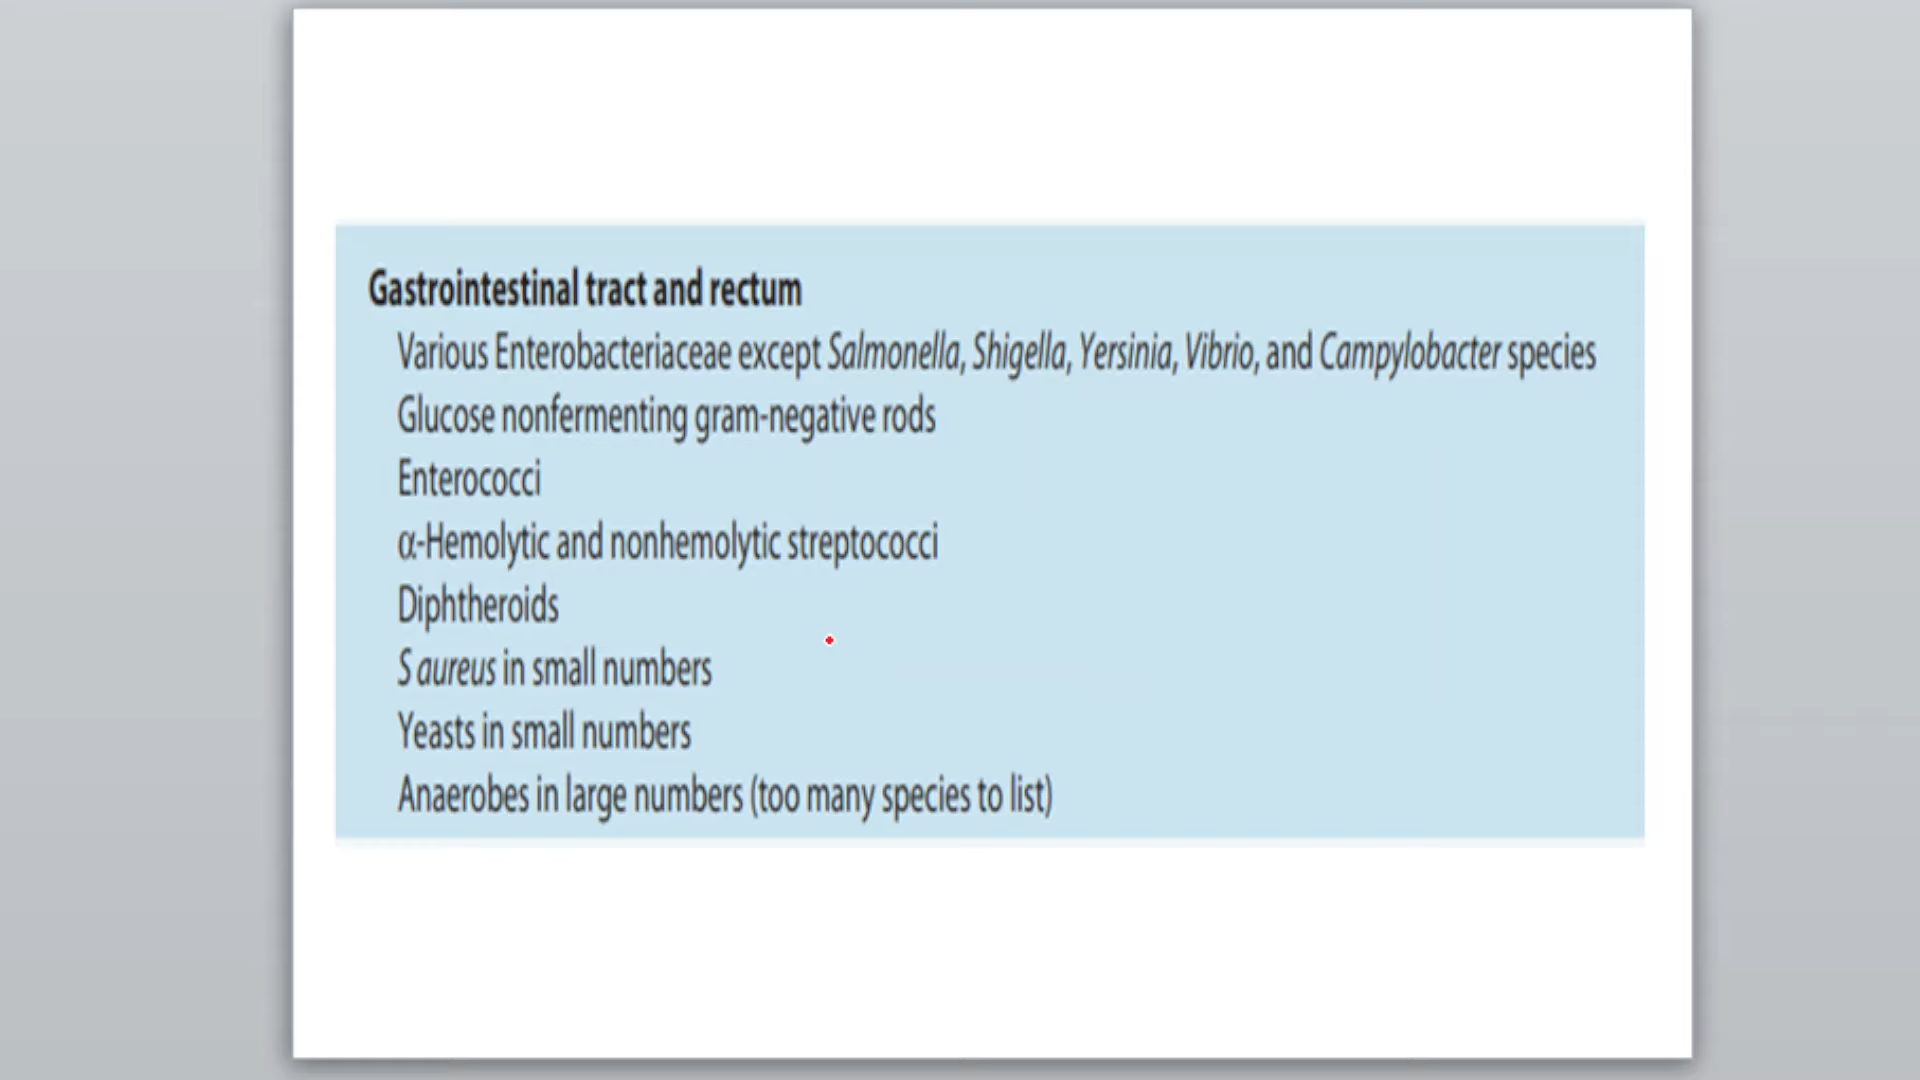 Gastrointestinal tract and rectum
Various Enterobacteriaceae except Salmonella, Shigella, Yersinia, Vibrio, and Campylobacter species
Glucose nonfermenting gram-negative rods
Enterococci
α-Hemolytic and nonhemolytic streptococci
Diphtheroids
S aureus in small numbers
Yeasts in small numbers
Anaerobes in large numbers (too many species to list)